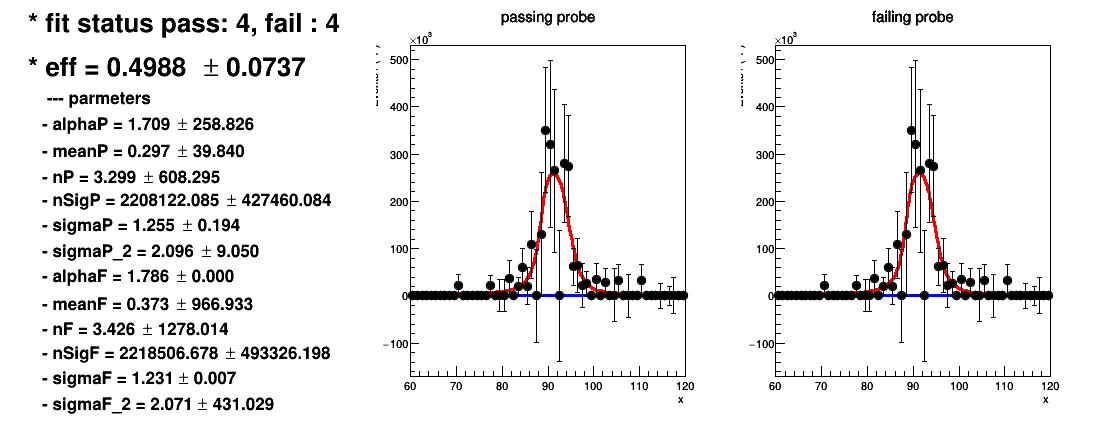 * fit status pass: 4, fail : 4
* eff = 0.4988 ± 0.0737
--- parmeters
- alphaP = 1.709 ± 258.826
- meanP = 0.297 ± 39.840
- nP = 3.299 ± 608.295
- nSigP = 2208122.085 ± 427460.084
- sigmaP = 1.255 ± 0.194
- sigmaP_2 = 2.096 ± 9.050
- alphaF = 1.786 ± 0.000
- meanF = 0.373 ± 966.933
- nF = 3.426 ± 1278.014
- nSigF = 2218506.678 ± 493326.198
- sigmaF = 1.231 ± 0.007
- sigmaF_2 = 2.071 ± 431.029
passing probe
×10³
500
400
300
200
100
0
−100
60 70 80 90 100 110 120
x
failing probe
×10³
500
400
300
200
100
0
−100
60 70 80 90 100 110 120
x